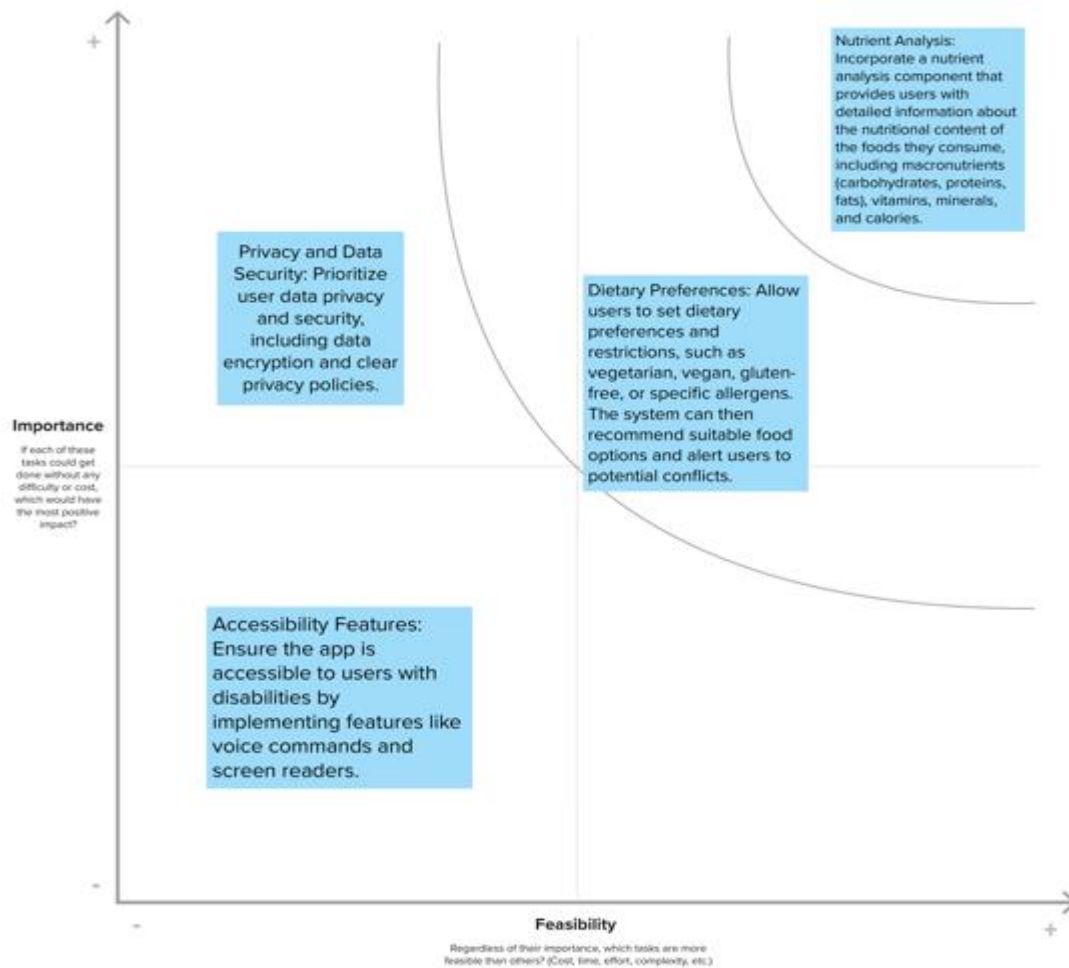 +
Nutrient Analysis:
Incorporate a nutrient
analysis component that
provides users with
detailed information about
the nutritional content of
the foods they consume,
including macronutrients
(carbohydrates, proteins,
fats), vitamins, minerals,
and calories.
Privacy and Data
Security: Prioritize
user data privacy
and security,
including data
encryption and clear
privacy policies.
Dietary Preferences: Allow
users to set dietary
preferences and
restrictions, such as
vegetarian, vegan, gluten-
free, or specific allergens.
The system can then
recommend suitable food
options and alert users to
potential conflicts.
Importance
If each of these
tasks could get
done without any
difficulty or cost,
which would have
the most positive
impact?
Accessibility Features:
Ensure the app is
accessible to users with
disabilities by
implementing features like
voice commands and
screen readers.
-
-
Feasibility
+
Regardless of their importance, which tasks are more
feasible than others? (Cost, time, effort, complexity, etc.)